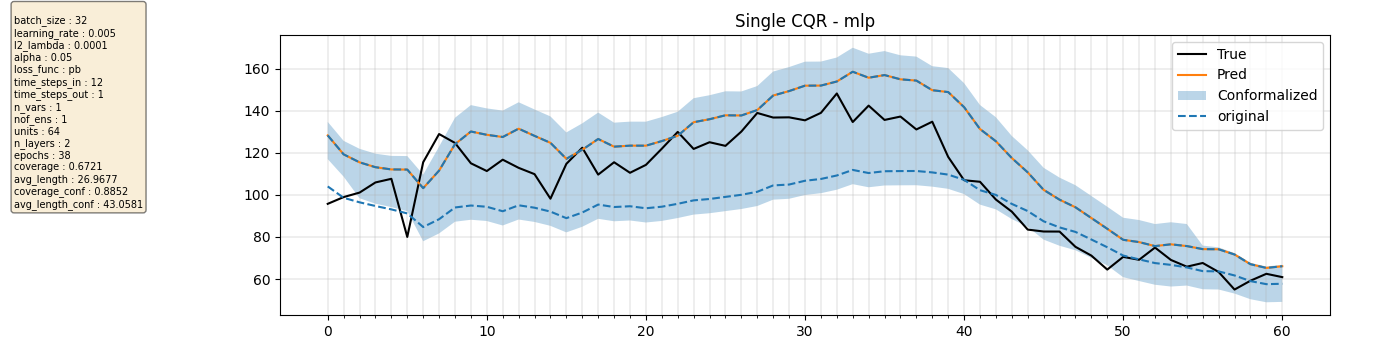 batch_size : 32
learning_rate : 0.005
l2_lambda : 0.0001
alpha : 0.05
loss_func : pb
time_steps_in : 12
time_steps_out : 1
n_vars : 1
nof_ens : 1
units : 64
n_layers : 2
epochs : 38
coverage : 0.6721
avg_length : 26.9677
coverage_conf : 0.8852
avg_length_conf : 43.0581
Single CQR - mlp
True
Pred
Conformalized
original
160
140
120
100
80
60
0 10 20 30 40 50 60